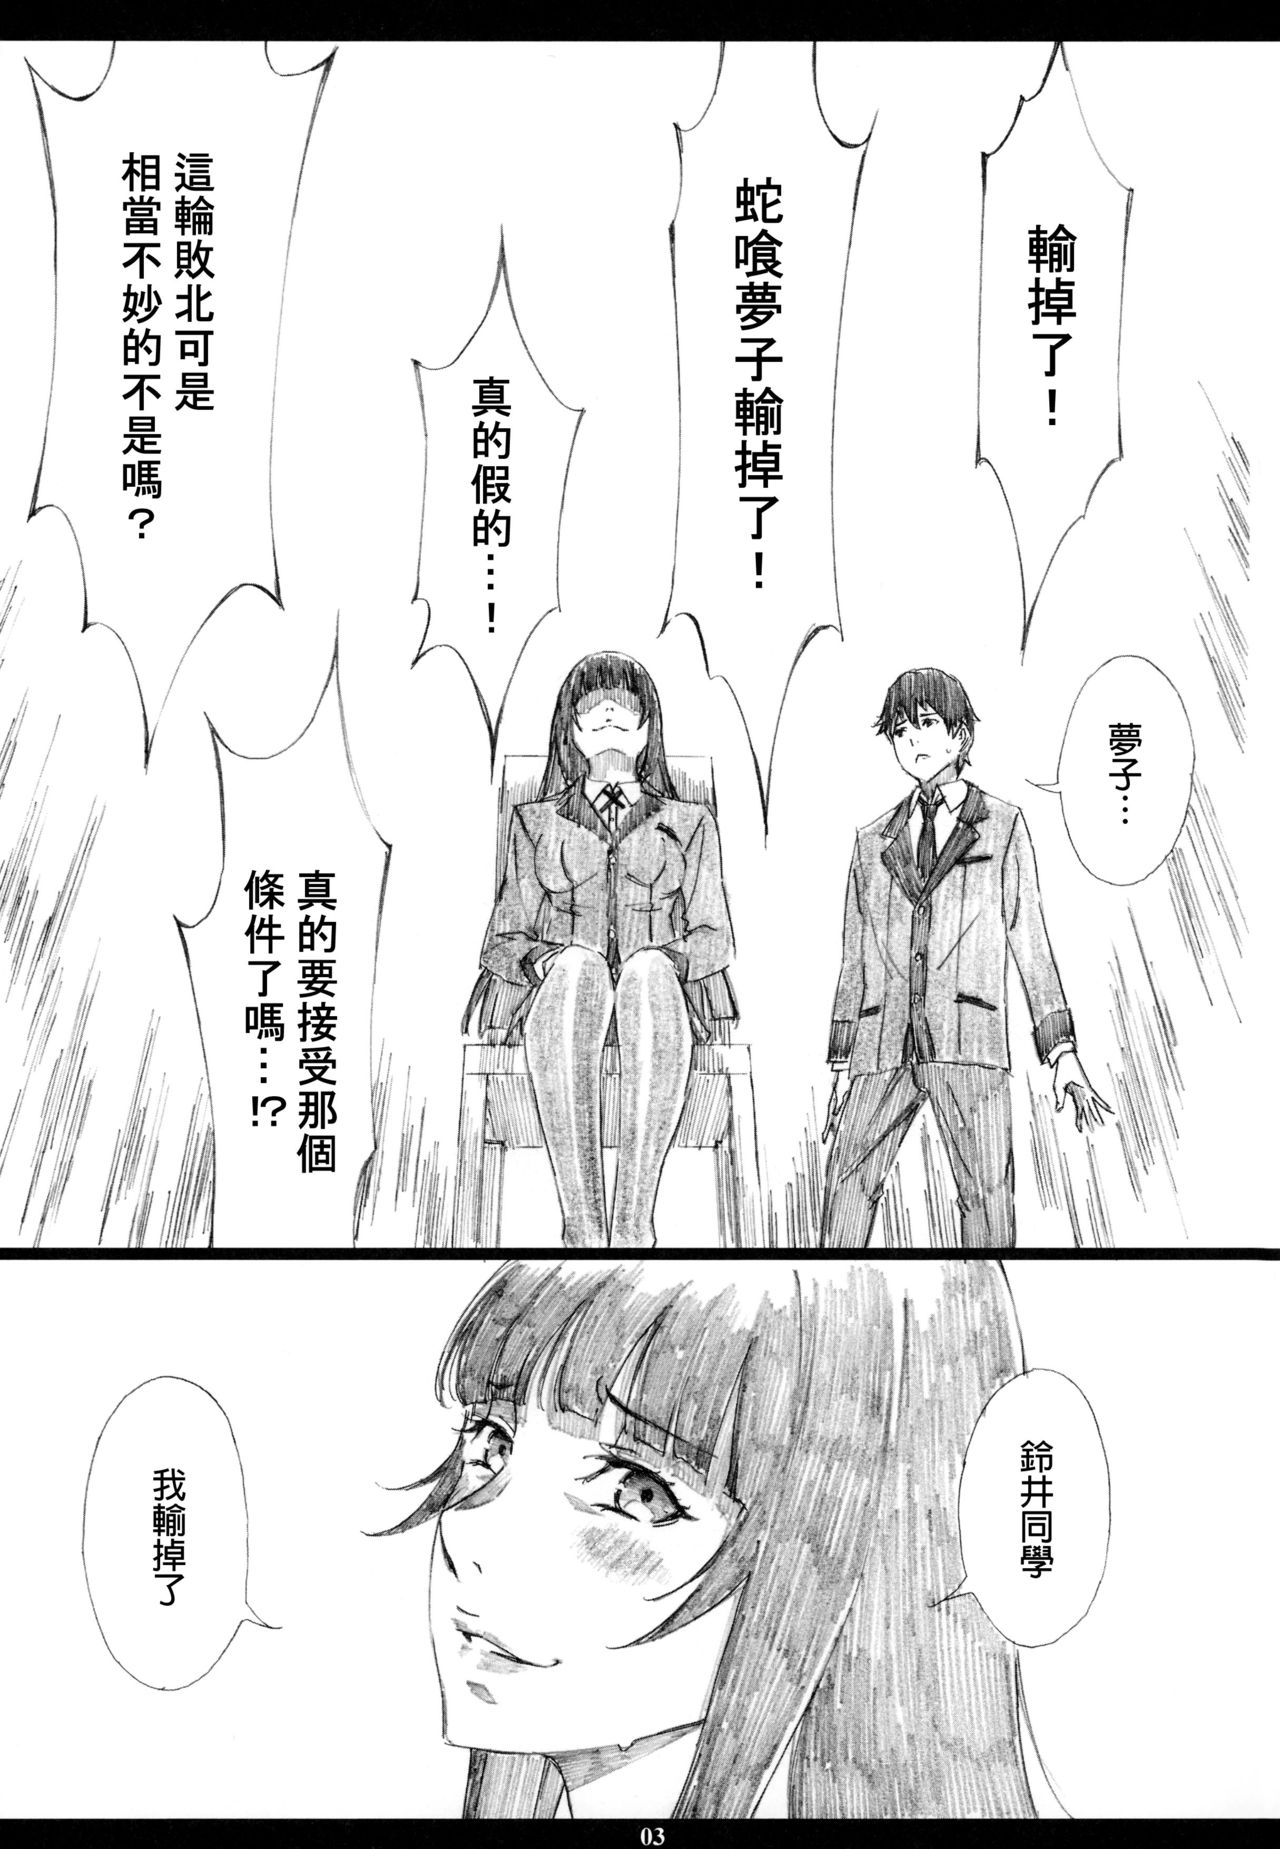 輸掉了!
蛇喰夢子輸掉了!
真的假的…!
這輪敗北可是
相當不妙的不是嗎?
夢子…
真的要接受那個
條件了嗎…!?
鈴井同學
我輸掉了
03